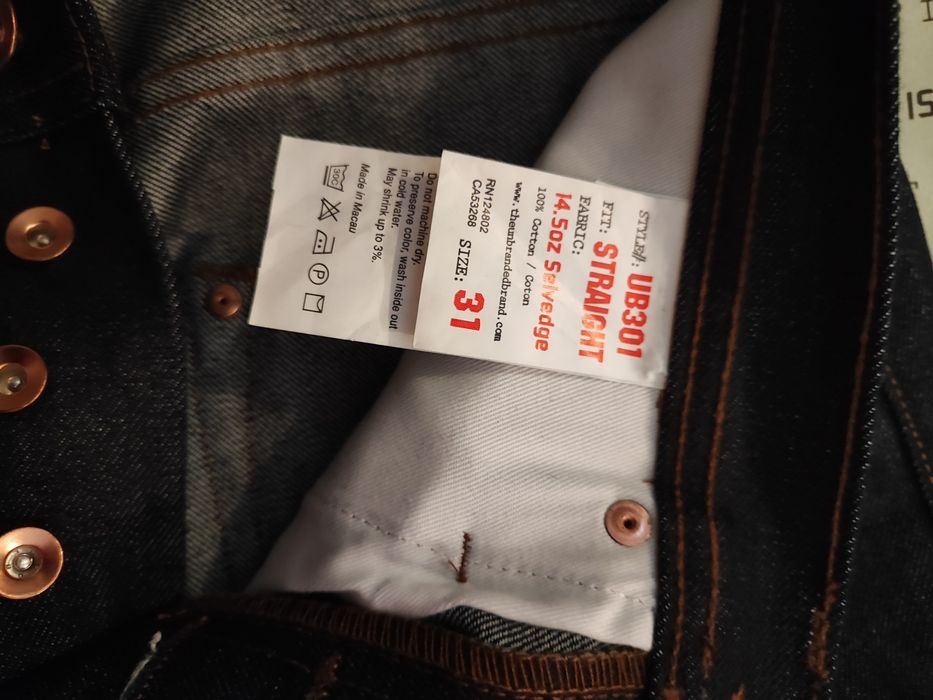 STYLE#: UB301
FIT: STRAIGHT
FABRIC:
14.5oz Selvedge
100% Cotton / Coton
www.theunbrandedbrand.com
RN124802
CA53268
SIZE: 31
Do not machine dry.
To preserve color, wash inside out
in cold water.
May shrink up to 3%.
Made in Macau
30C
P